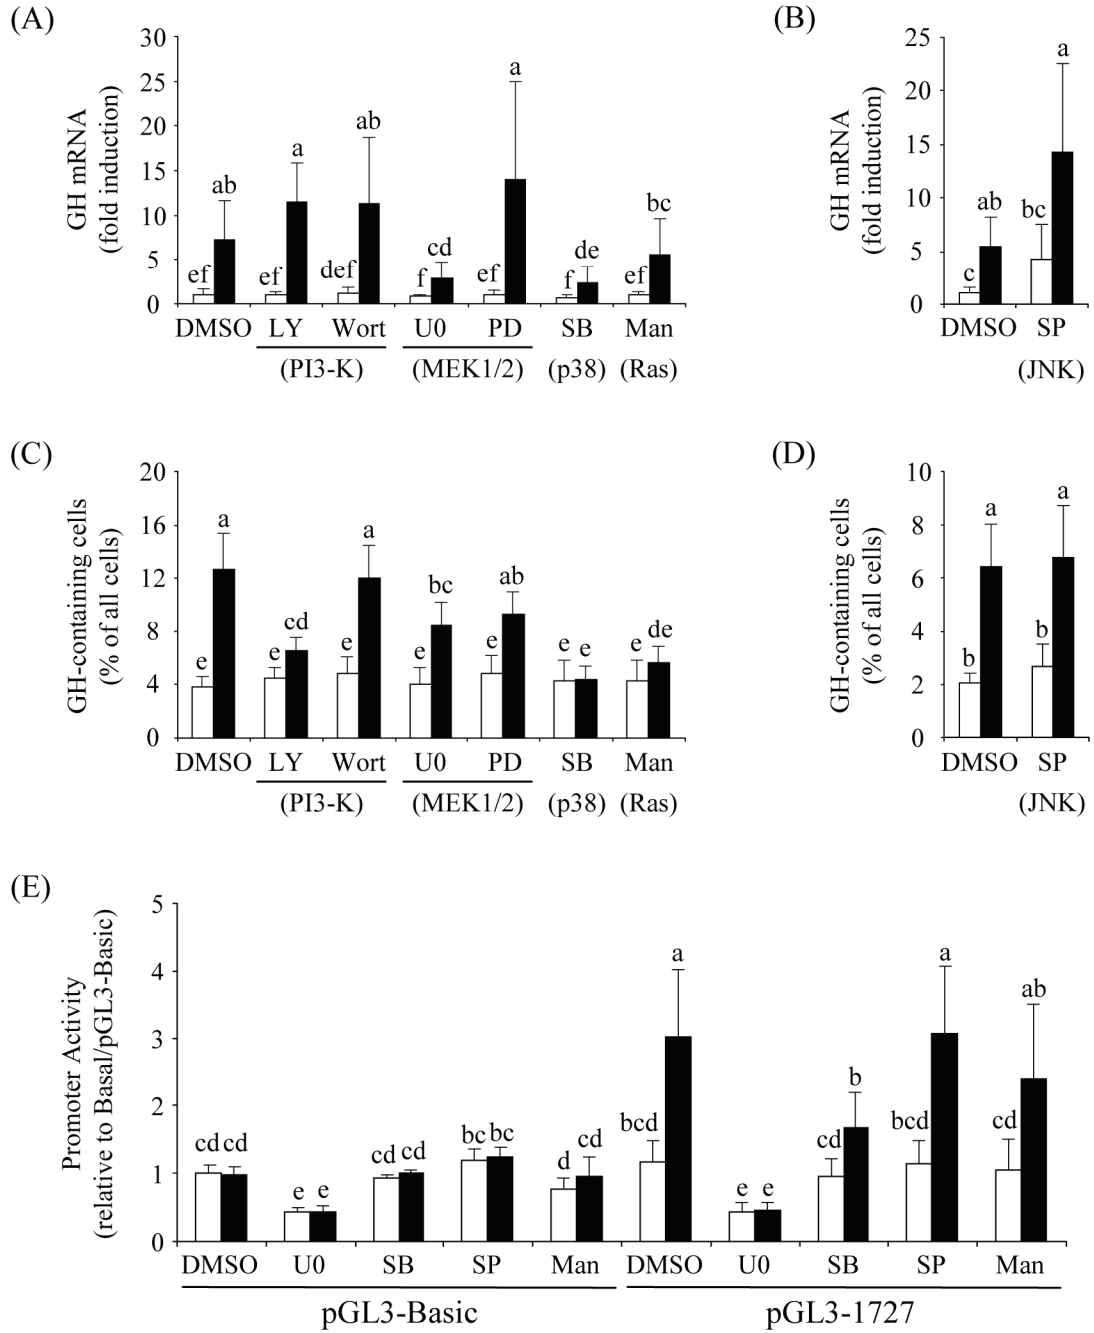 (A)
GH mRNA
(fold induction)
30
25
20
15
10
5
0
ef ab ef a def ab f cd ef a f de ef bc
DMSO LY Wort U0 PD SB Man
(PI3-K) (MEK1/2) (p38) (Ras)
(B)
GH mRNA
(fold induction)
25
20
15
10
5
0
c ab bc a
DMSO SP
(JNK)
(C)
GH-containing cells
(% of all cells)
20
16
12
8
4
0
e a e cd e a e bc e ab e e e de
DMSO LY Wort U0 PD SB Man
(PI3-K) (MEK1/2) (p38) (Ras)
(D)
GH-containing cells
(% of all cells)
10
8
6
4
2
0
b a b a
DMSO SP
(JNK)
(E)
Promoter Activity
(relative to Basal/pGL3-Basic)
5
4
3
2
1
0
cd cd e e cd cd bc bc d cd bcd a e e cd b bcd a cd ab
DMSO U0 SB SP Man DMSO U0 SB SP Man
pGL3-Basic pGL3-1727